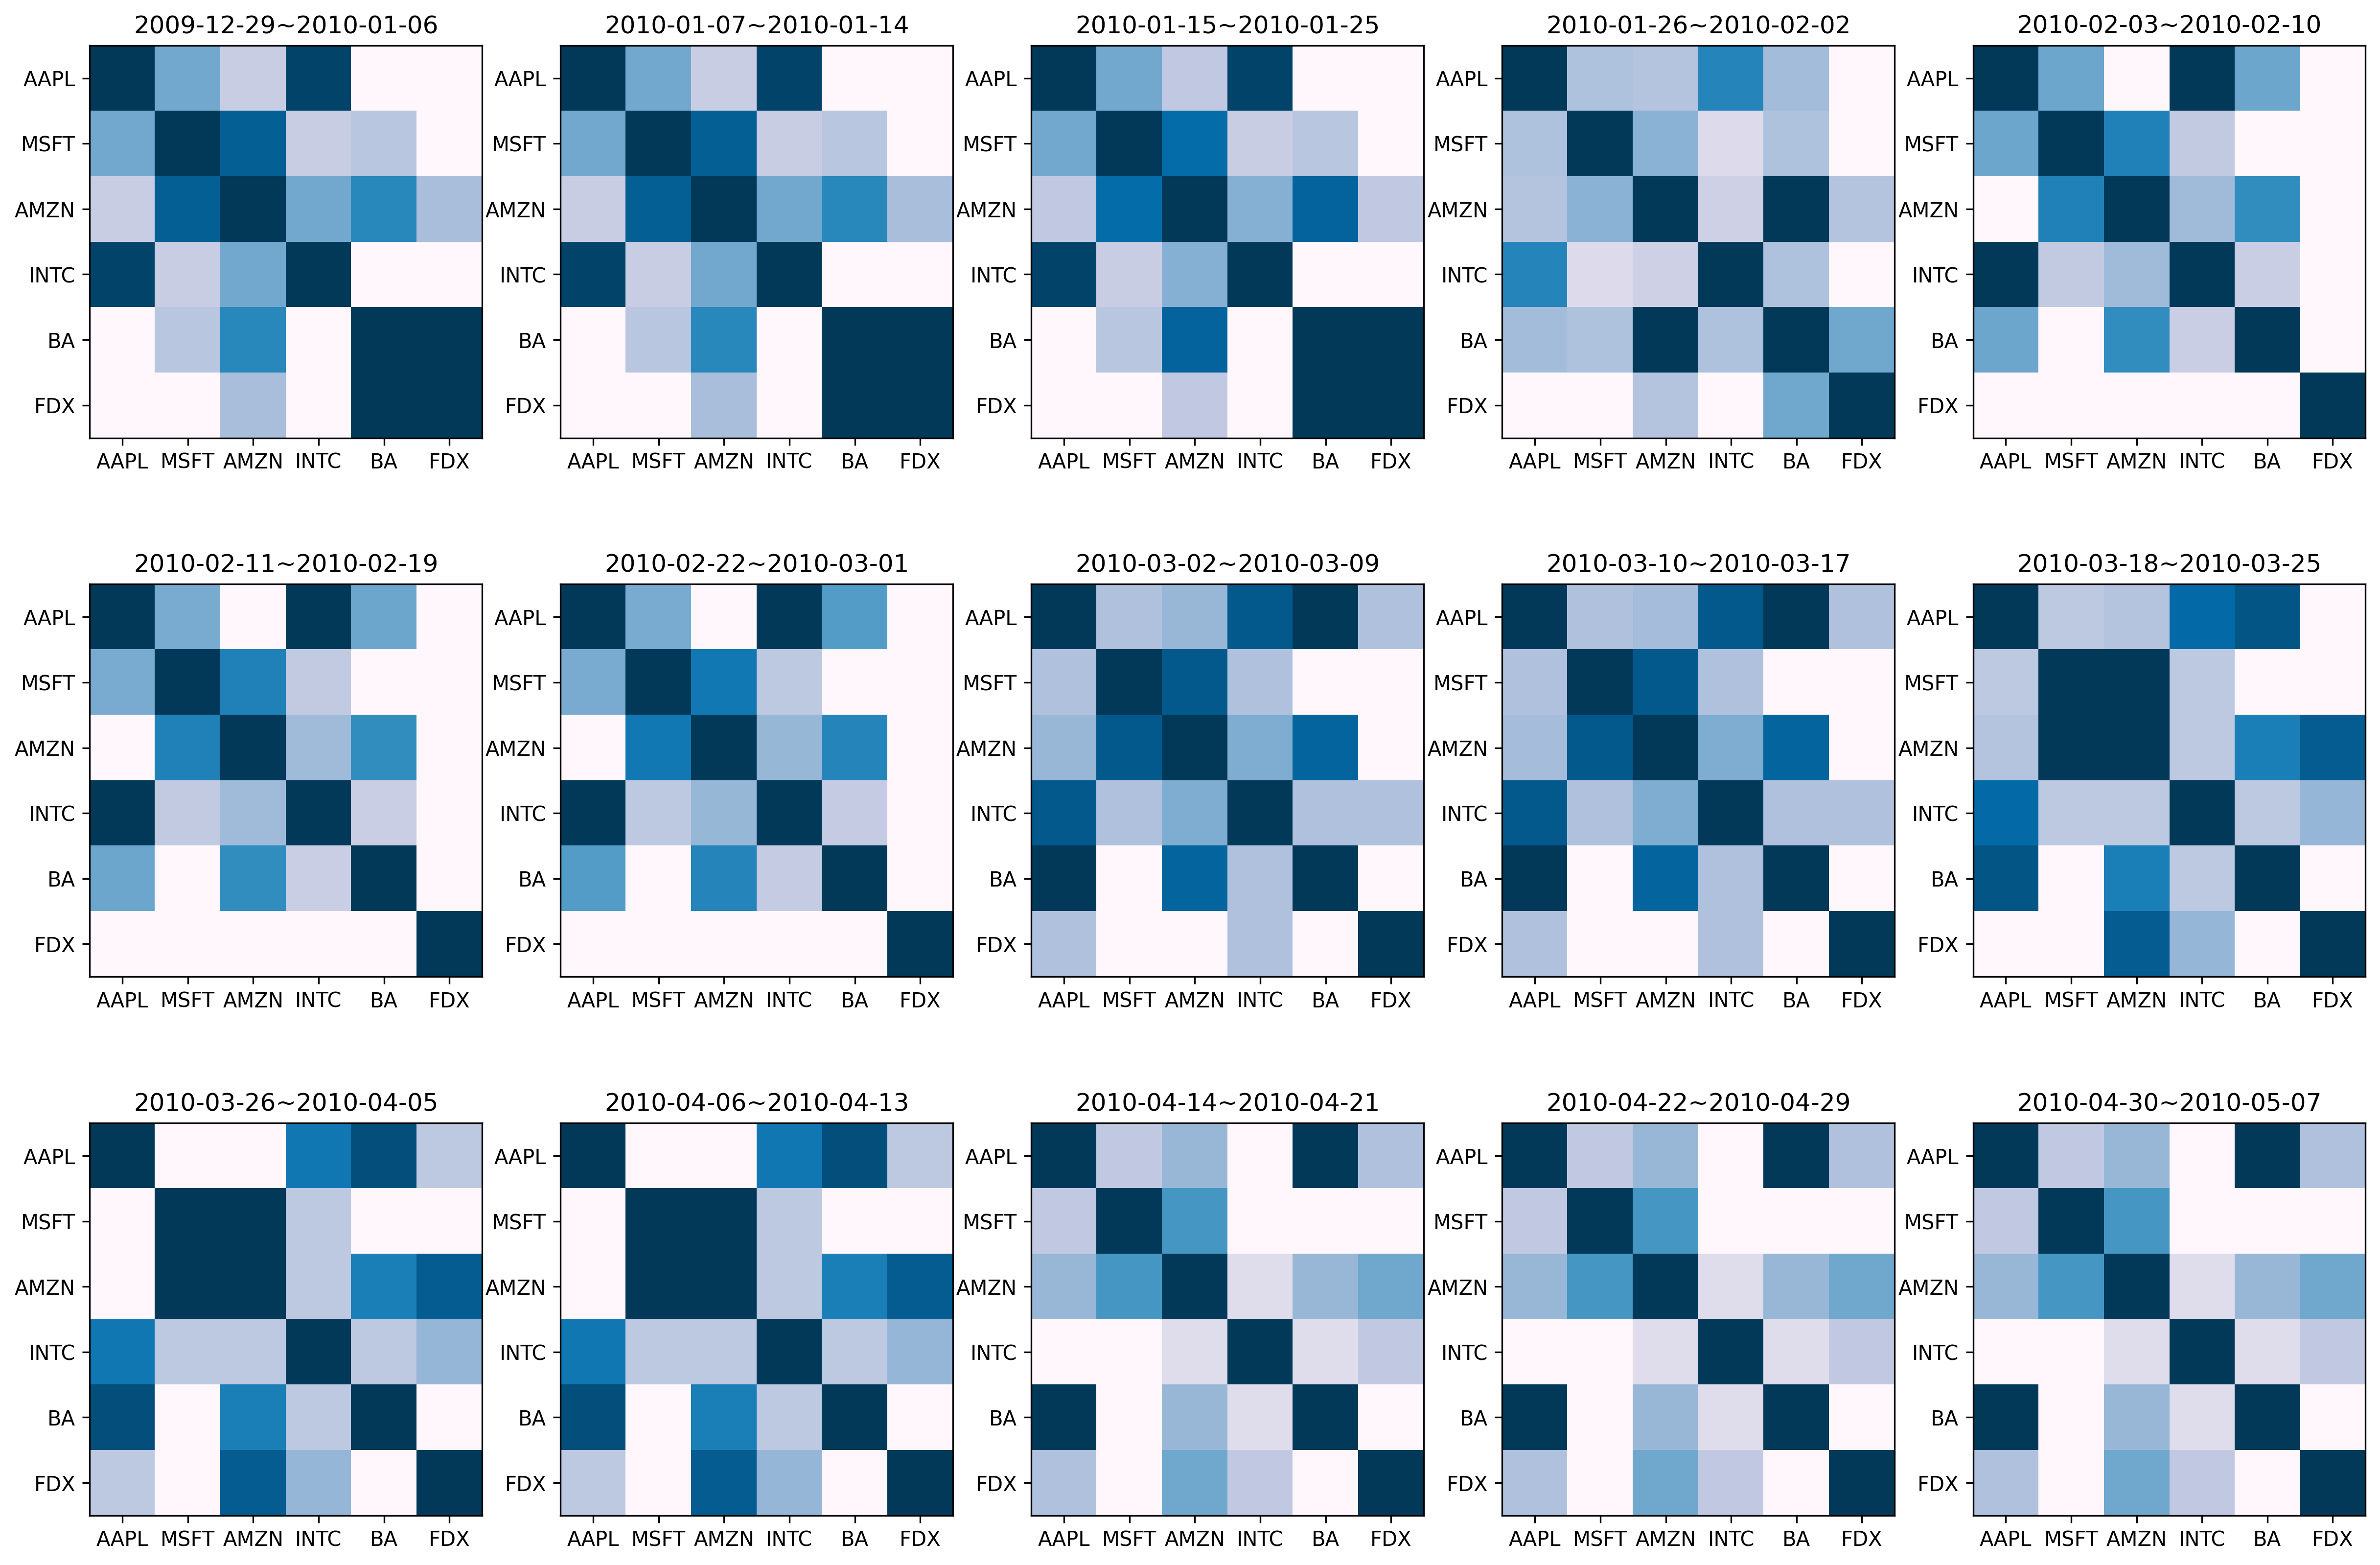 2009-12-29~2010-01-06 2010-01-07~2010-01-14 2010-01-15~2010-01-25 2010-01-26~2010-02-02 2010-02-03~2010-02-10
AAPL AAPL AAPL AAPL AAPL
MSFT MSFT MSFT MSFT MSFT
AMZN AMZN AMZN AMZN AMZN
INTC INTC INTC INTC INTC
BA BA BA BA BA
FDX FDX FDX FDX FDX
AAPL MSFT AMZN INTC BA FDX AAPL MSFT AMZN INTC BA FDX AAPL MSFT AMZN INTC BA FDX AAPL MSFT AMZN INTC BA FDX AAPL MSFT AMZN INTC BA FDX
2010-02-11~2010-02-19 2010-02-22~2010-03-01 2010-03-02~2010-03-09 2010-03-10~2010-03-17 2010-03-18~2010-03-25
AAPL AAPL AAPL AAPL AAPL
MSFT MSFT MSFT MSFT MSFT
AMZN AMZN AMZN AMZN AMZN
INTC INTC INTC INTC INTC
BA BA BA BA BA
FDX FDX FDX FDX FDX
AAPL MSFT AMZN INTC BA FDX AAPL MSFT AMZN INTC BA FDX AAPL MSFT AMZN INTC BA FDX AAPL MSFT AMZN INTC BA FDX AAPL MSFT AMZN INTC BA FDX
2010-03-26~2010-04-05 2010-04-06~2010-04-13 2010-04-14~2010-04-21 2010-04-22~2010-04-29 2010-04-30~2010-05-07
AAPL AAPL AAPL AAPL AAPL
MSFT MSFT MSFT MSFT MSFT
AMZN AMZN AMZN AMZN AMZN
INTC INTC INTC INTC INTC
BA BA BA BA BA
FDX FDX FDX FDX FDX
AAPL MSFT AMZN INTC BA FDX AAPL MSFT AMZN INTC BA FDX AAPL MSFT AMZN INTC BA FDX AAPL MSFT AMZN INTC BA FDX AAPL MSFT AMZN INTC BA FDX